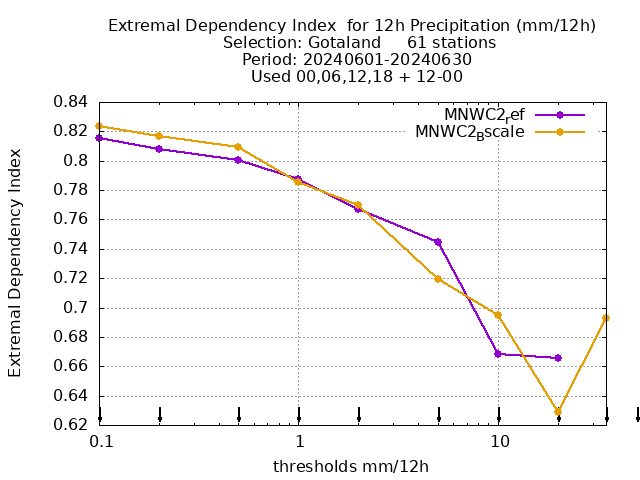 Extremal Dependency Index  for 12h Precipitation (mm/12h)
Selection: Gotaland     61 stations
Period: 20240601-20240630
Used 00,06,12,18 + 12-00
MNWC2ref
MNWC2Bscale
Extremal Dependency Index
0.84
0.82
0.8
0.78
0.76
0.74
0.72
0.7
0.68
0.66
0.64
0.62
0.1 1 10
thresholds mm/12h